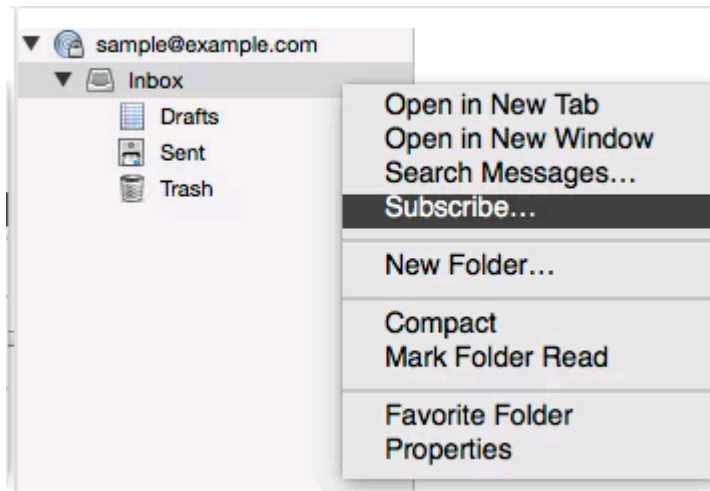 sample@example.com
Inbox
Drafts
Sent
Trash
Open in New Tab
Open in New Window
Search Messages...
Subscribe...
New Folder...
Compact
Mark Folder Read
Favorite Folder
Properties